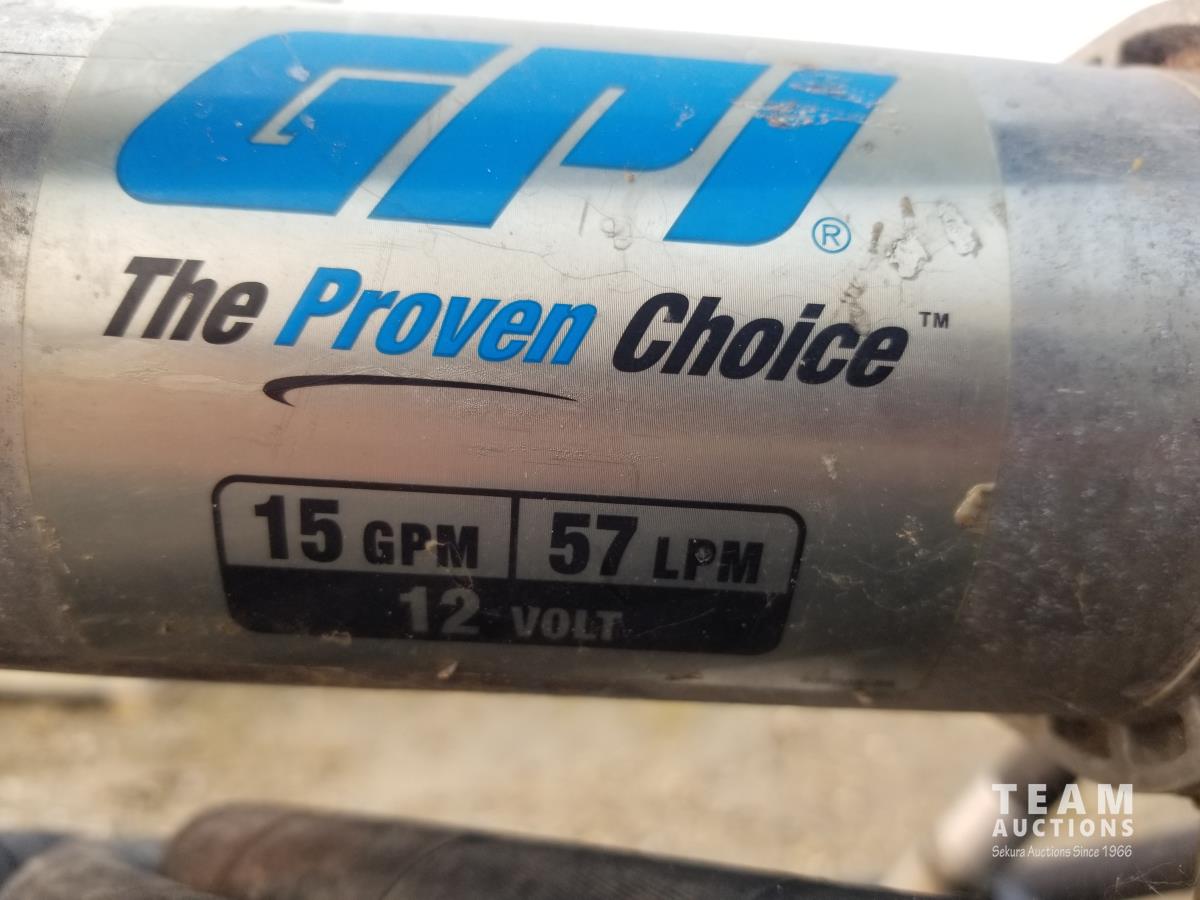 GPI®
The Proven Choice™
15 GPM 57 LPM
12 VOLT
TEAM
AUCTIONS
Sekura Auctions Since 1966